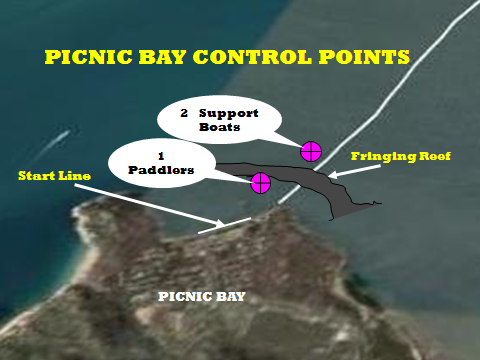 PICNIC BAY CONTROL POINTS
2 Support
Boats
1
Paddlers
Fringing Reef
Start Line
PICNIC BAY